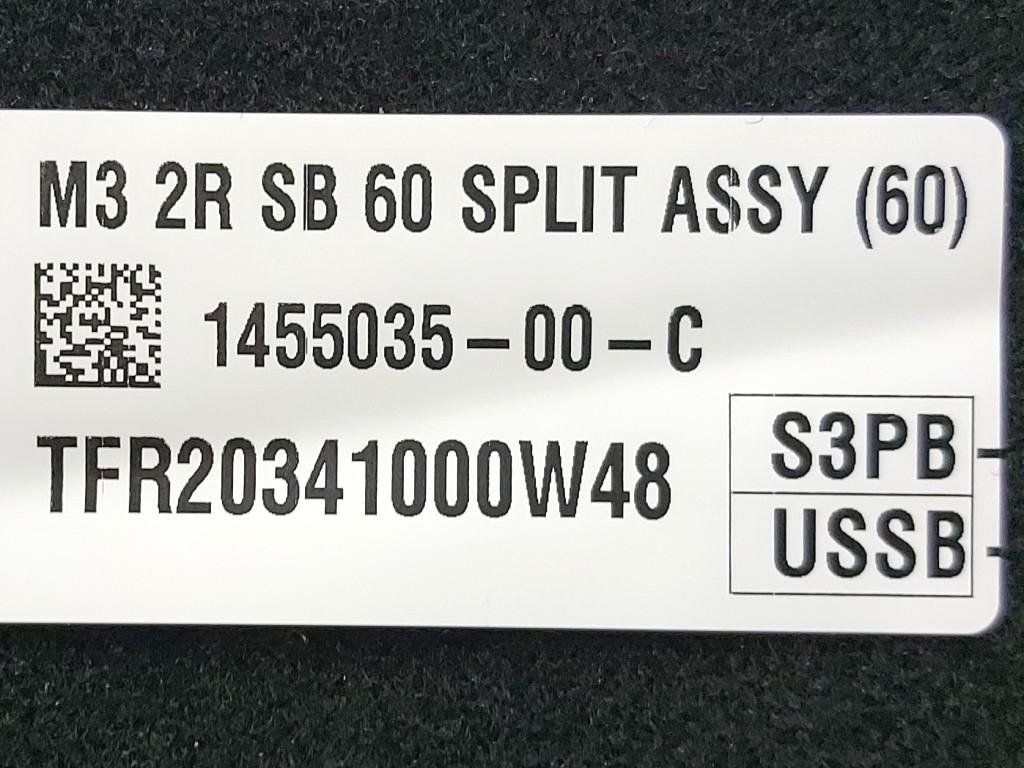 M3 2R SB 60 SPLIT ASSY (60)
1455035-00-C
TFR20341000W48
S3PB-
USSB-